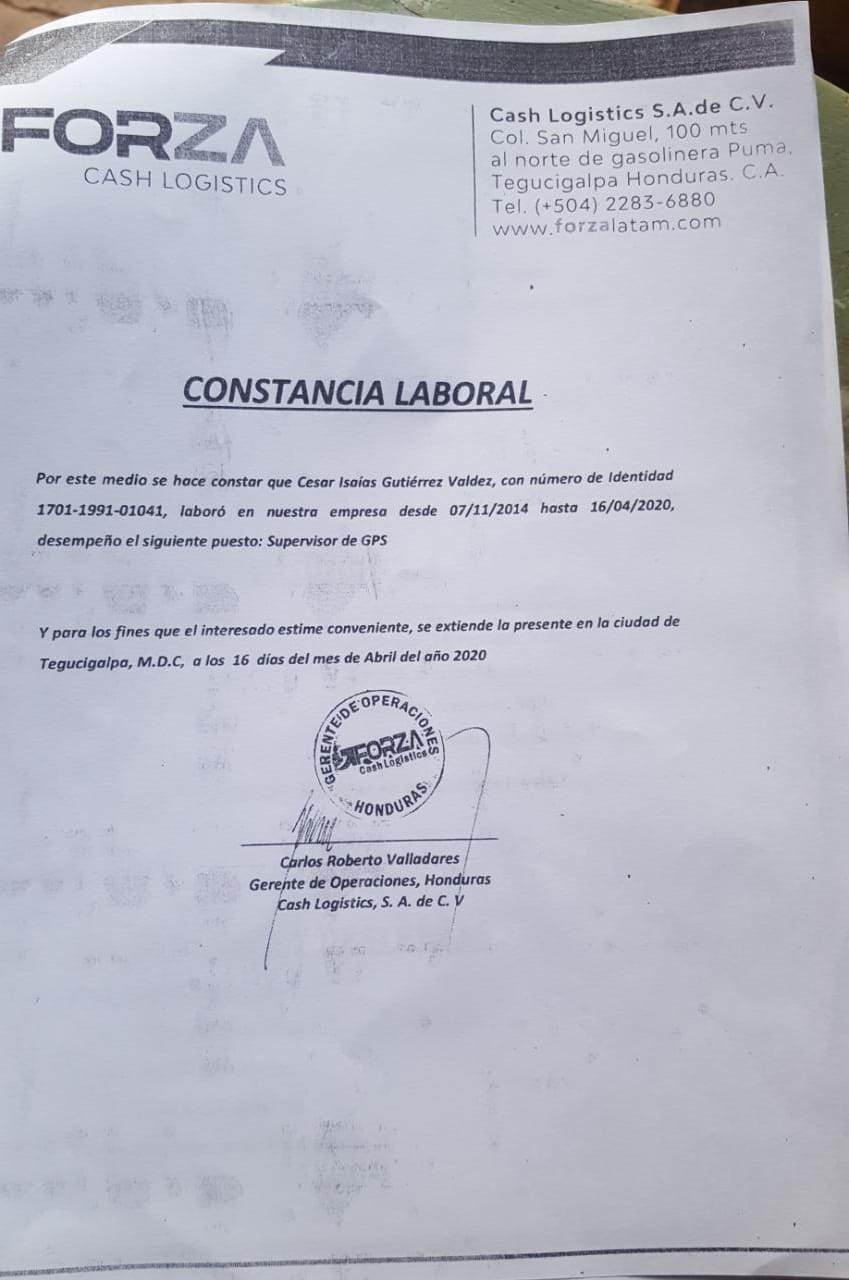 FORZA
CASH LOGISTICS
Cash Logistics S.A.de C.V.
Col. San Miguel, 100 mts
al norte de gasolinera Puma,
Tegucigalpa Honduras. C.A.
Tel. (+504) 2283-6880
www.forzalatam.com
CONSTANCIA LABORAL
Por este medio se hace constar que Cesar Isaías Gutiérrez Valdez, con número de Identidad
1701-1991-01041, laboró en nuestra empresa desde 07/11/2014 hasta 16/04/2020,
desempeño el siguiente puesto: Supervisor de GPS
Y para los fines que el interesado estime conveniente, se extiende la presente en la ciudad de
Tegucigalpa, M.D.C, a los 16 días del mes de Abril del año 2020
GERENTE DE OPERACIONES
FORZA
Cash Logistics
HONDURAS
Carlos Roberto Valladares
Gerente de Operaciones, Honduras
Cash Logistics, S. A. de C. V